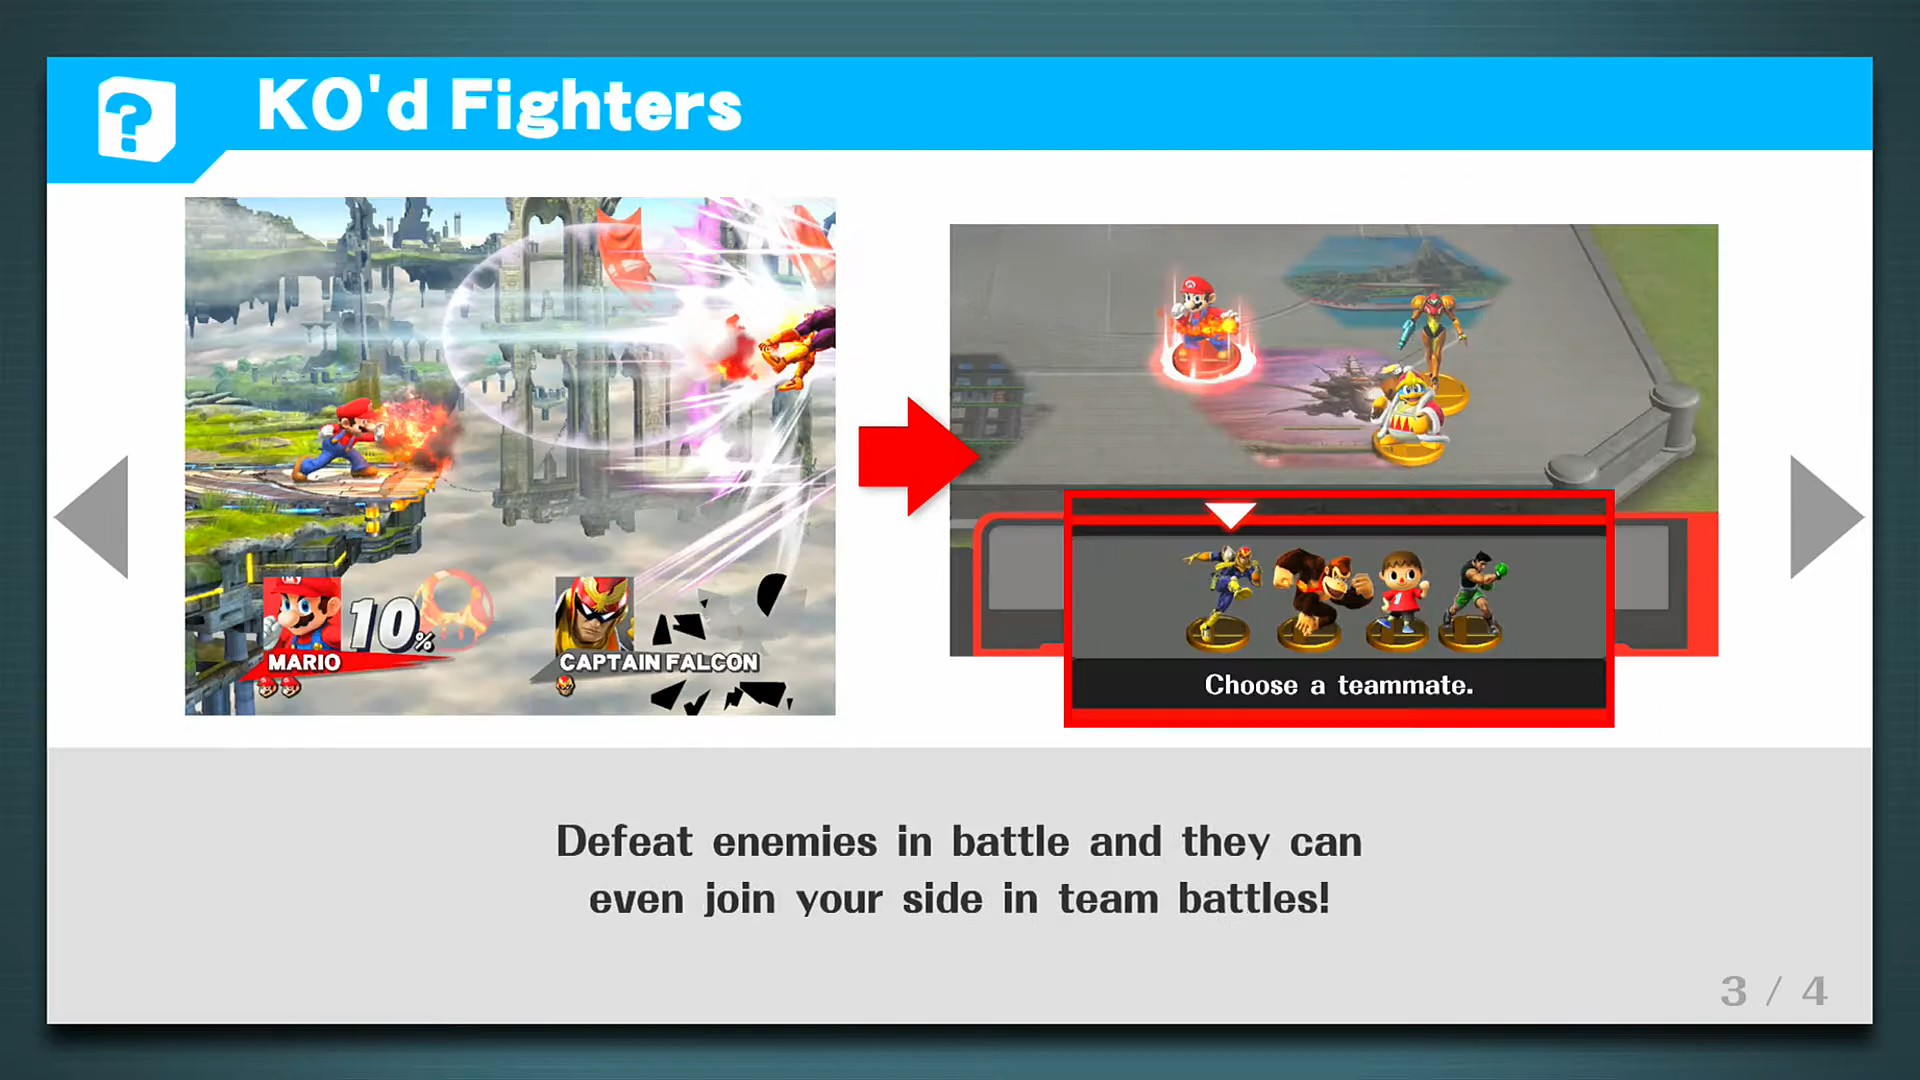 KO'd Fighters
10%
MARIO
CAPTAIN FALCON
Choose a teammate.
Defeat enemies in battle and they can
even join your side in team battles!
3 / 4